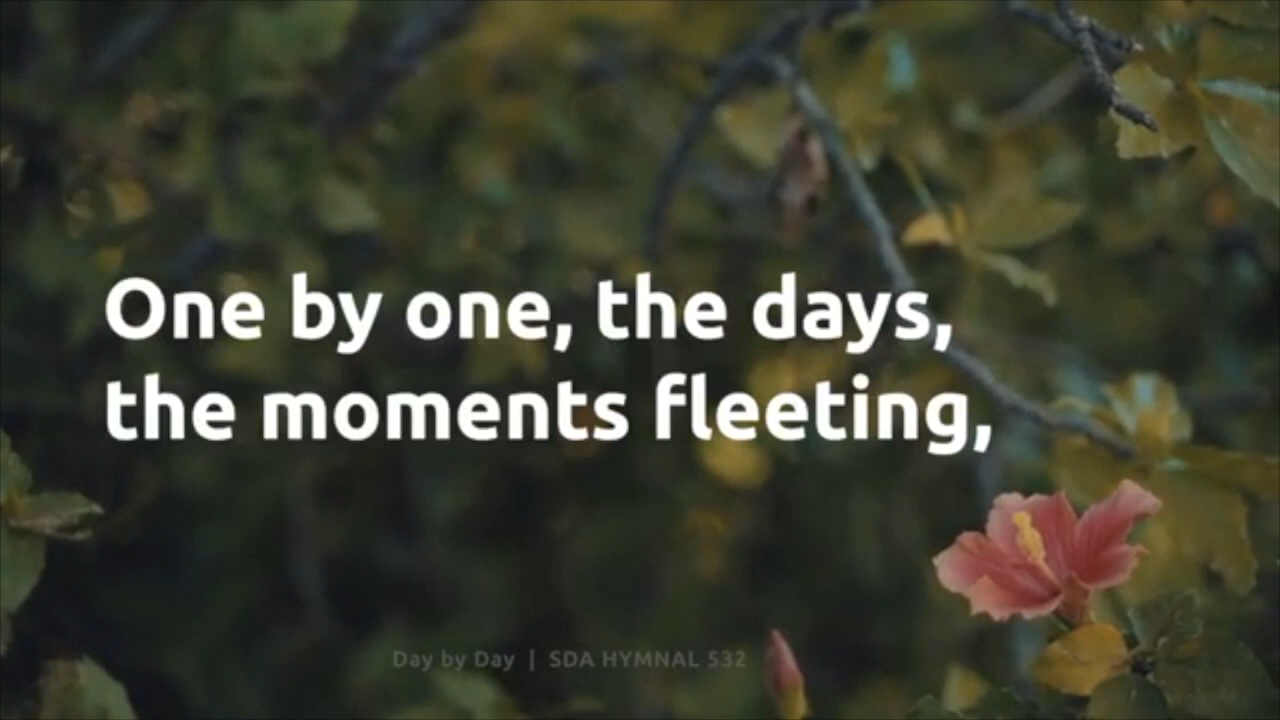 One by one, the days,
the moments fleeting,
Day by Day | SDA HYMNAL 532